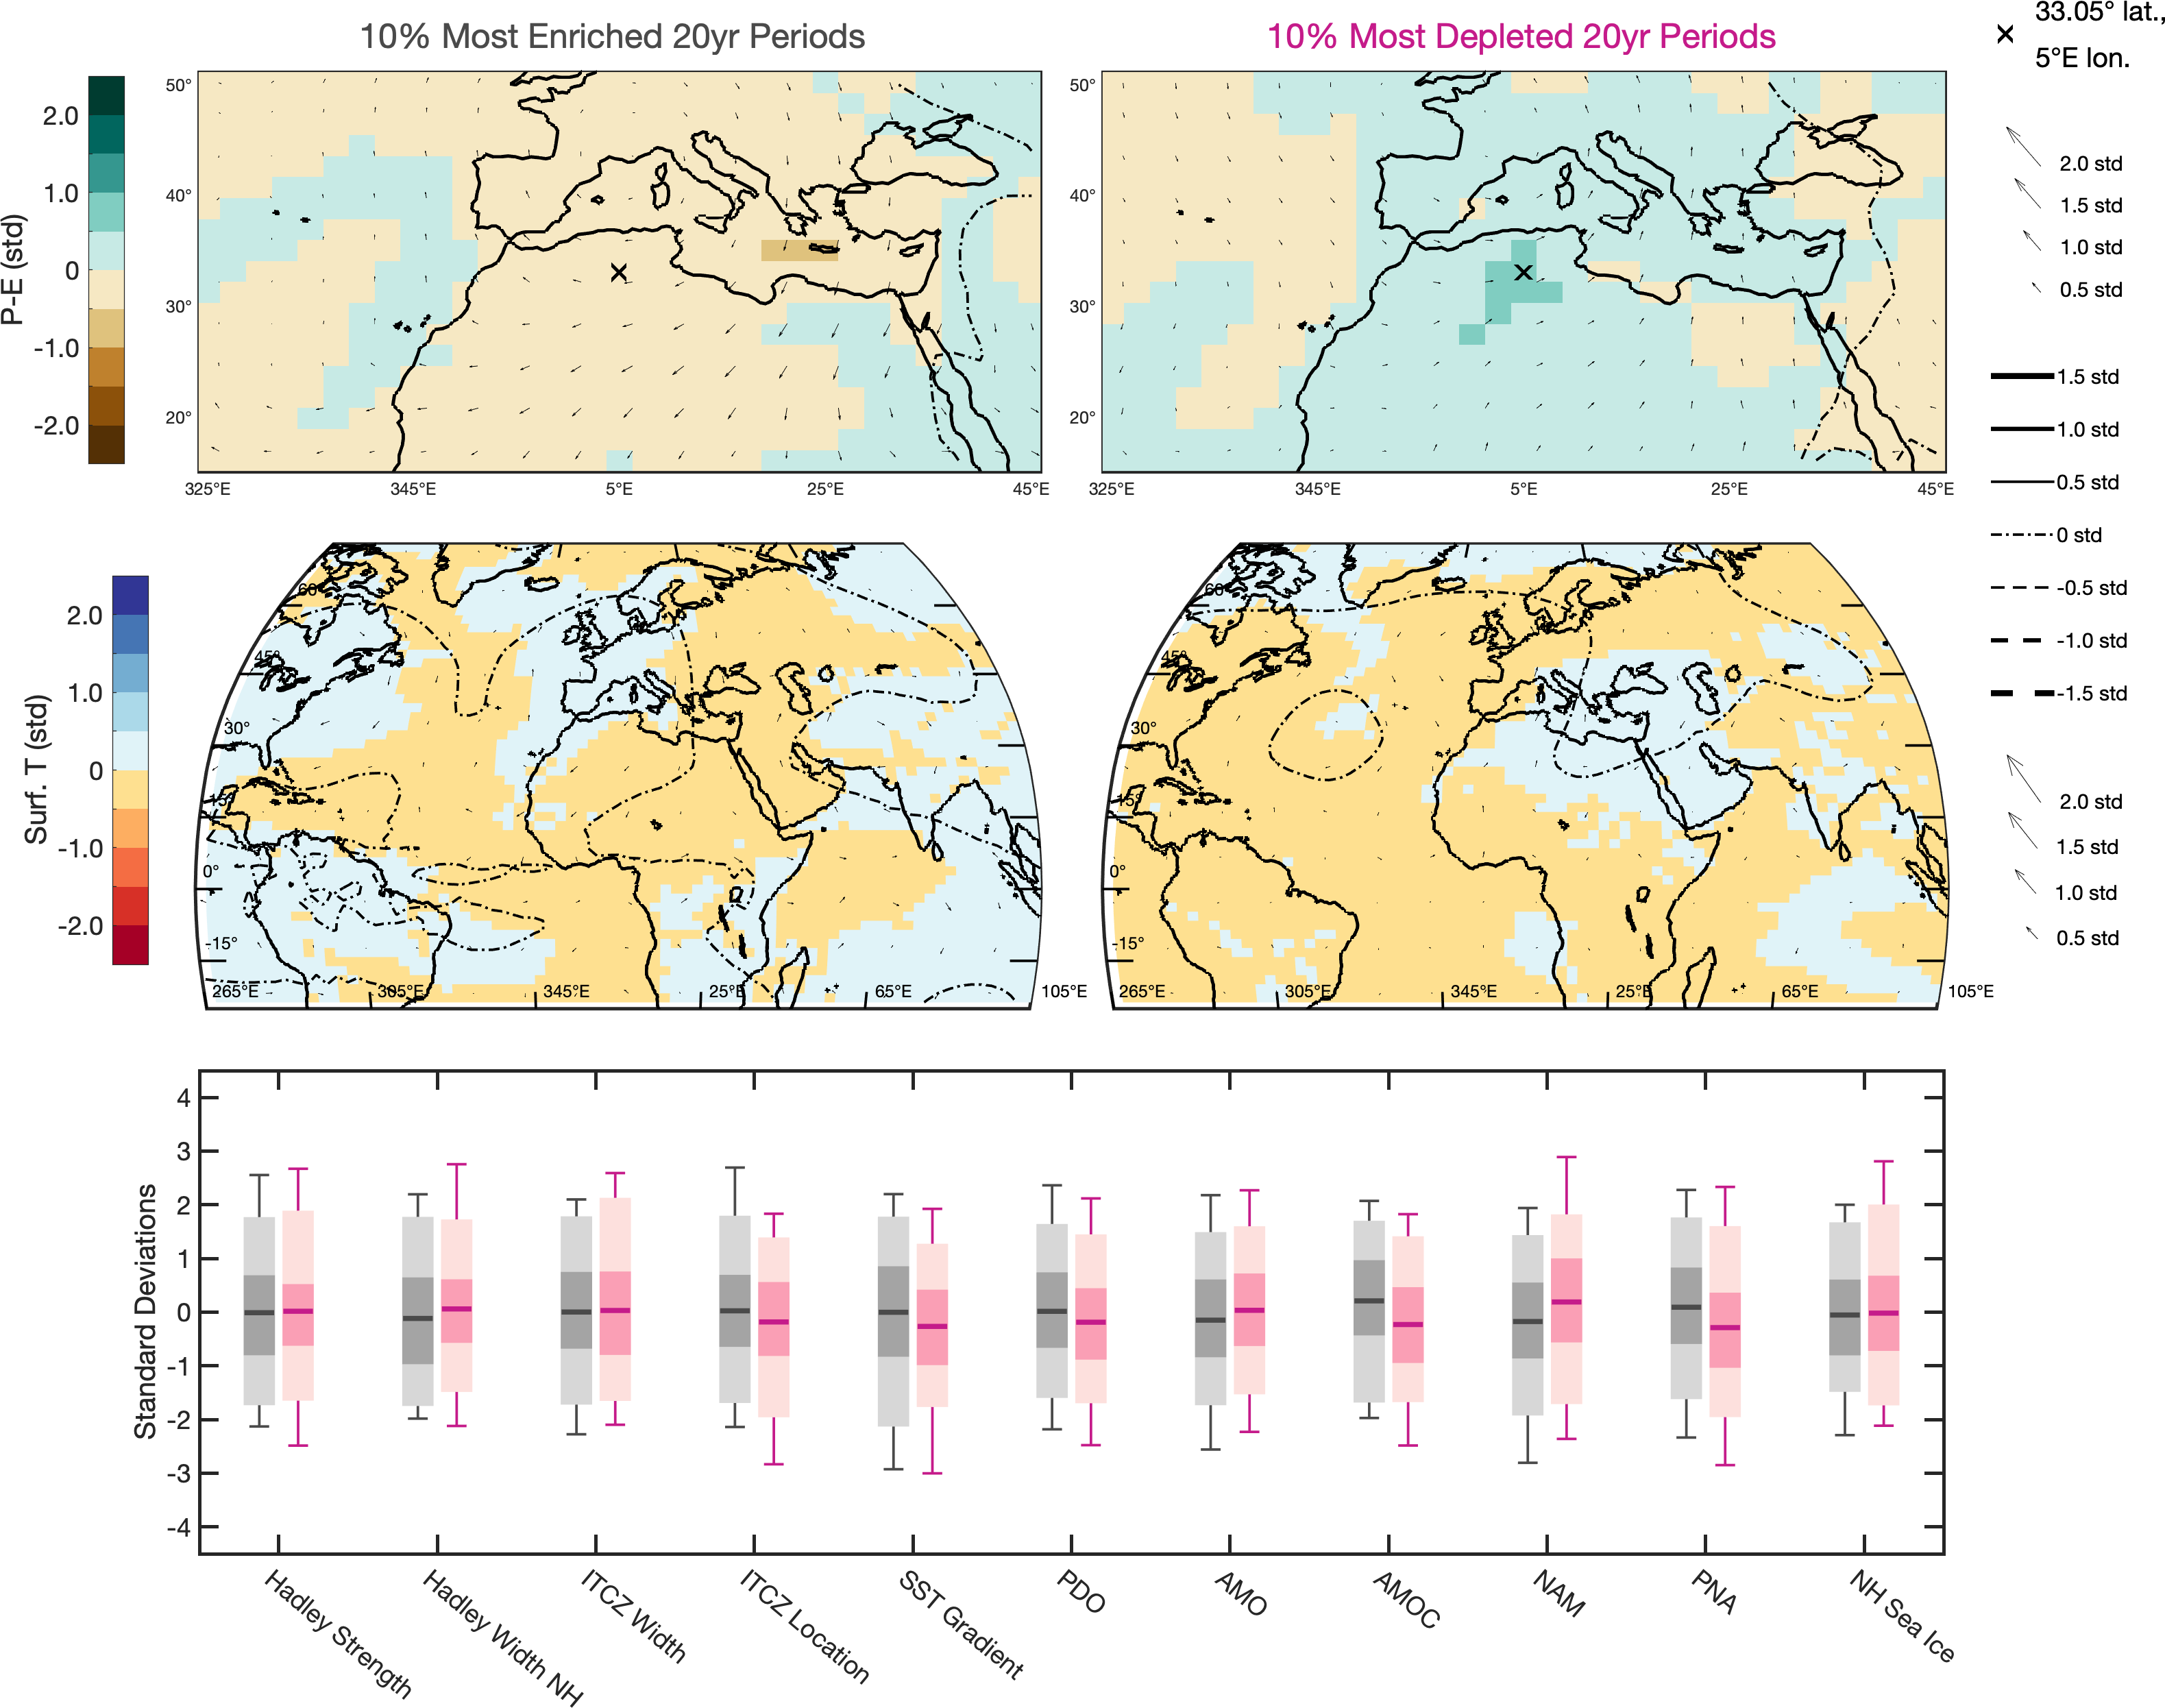 10% Most Enriched 20yr Periods
10% Most Depleted 20yr Periods
33.05° lat.,
5°E lon.
P-E (std)
2.0
1.0
0
-1.0
-2.0
50°
40°
30°
20°
325°E
345°E
5°E
25°E
45°E
50°
40°
30°
20°
325°E
345°E
5°E
25°E
45°E
2.0 std
1.5 std
1.0 std
0.5 std
1.5 std
1.0 std
0.5 std
0 std
-0.5 std
-1.0 std
-1.5 std
2.0 std
1.5 std
1.0 std
0.5 std
Surf. T (std)
2.0
1.0
0
-1.0
-2.0
60°
45°
30°
15°
0°
-15°
265°E
305°E
345°E
25°E
65°E
105°E
60°
45°
30°
15°
0°
-15°
265°E
305°E
345°E
25°E
65°E
105°E
Standard Deviations
4
3
2
1
0
-1
-2
-3
-4
Hadley Strength
Hadley Width NH
ITCZ Width
ITCZ Location
SST Gradient
PDO
AMO
AMOC
NAM
PNA
NH Sea Ice